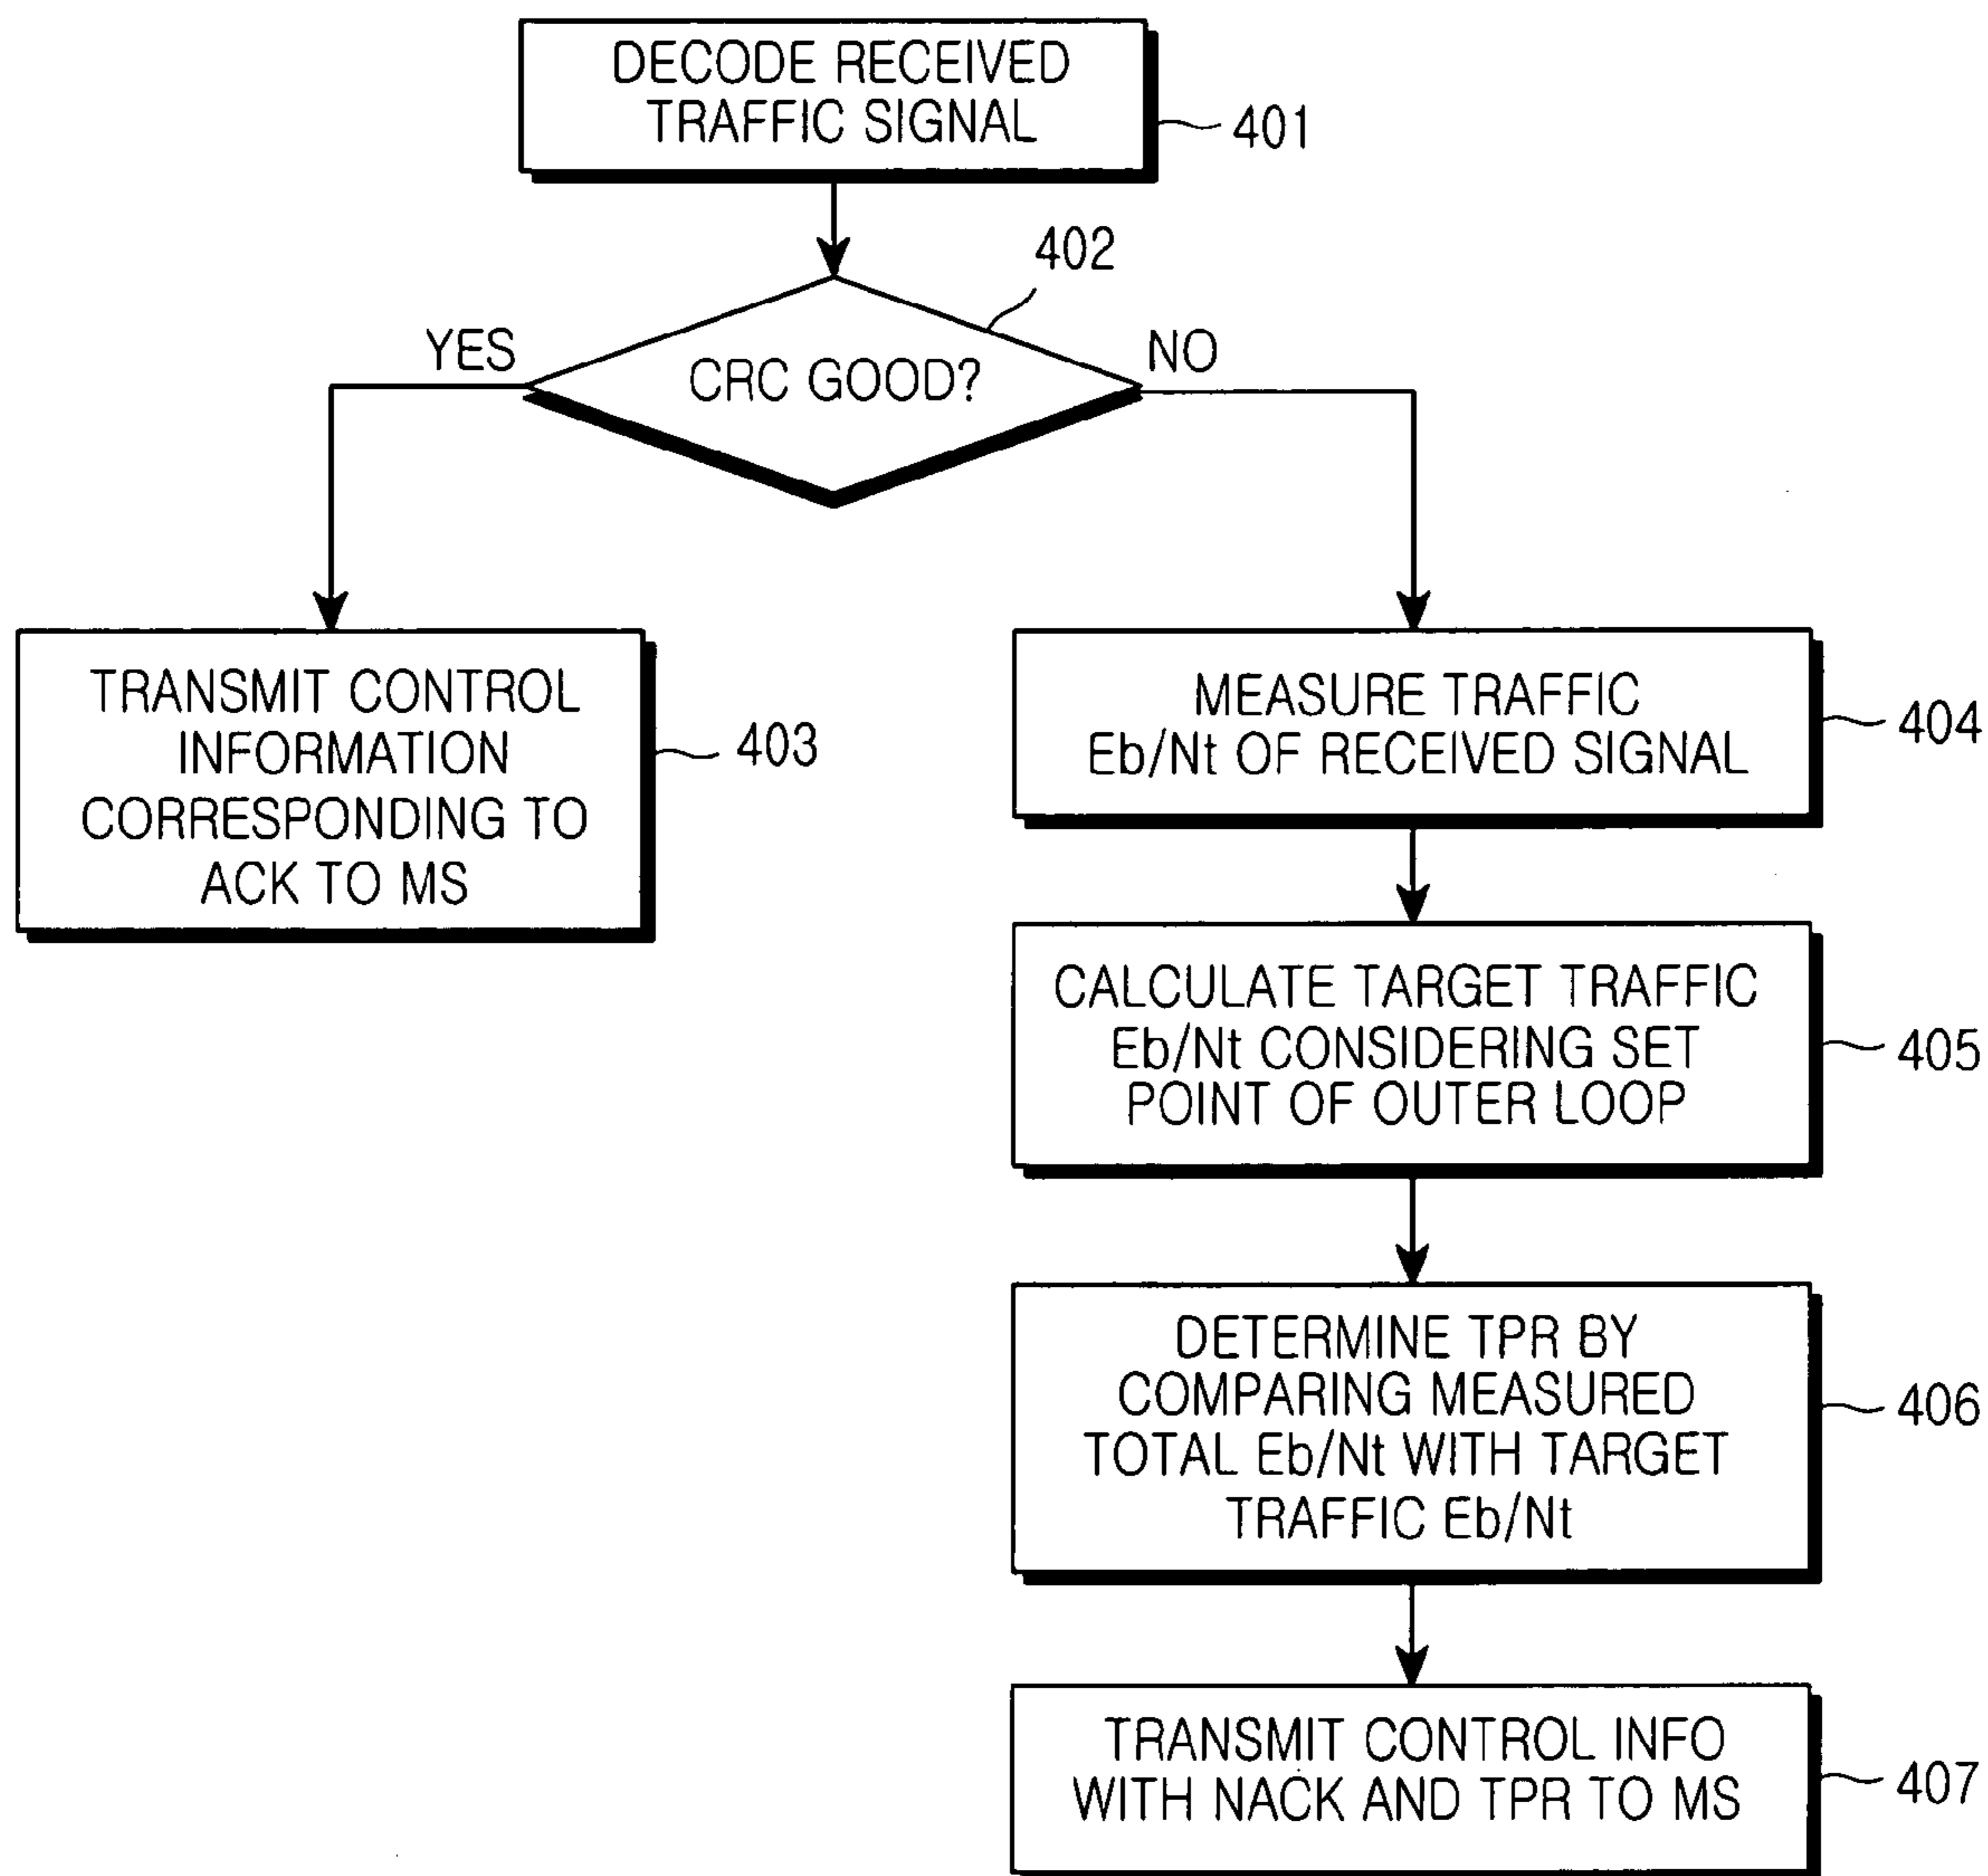 DECODE RECEIVED
TRAFFIC SIGNAL
401
402
YES
NO
CRC GOOD?
TRANSMIT CONTROL
INFORMATION
CORRESPONDING TO
ACK TO MS
403
MEASURE TRAFFIC
Eb/Nt OF RECEIVED SIGNAL
404
CALCULATE TARGET TRAFFIC
Eb/Nt CONSIDERING SET
POINT OF OUTER LOOP
405
DETERMINE TPR BY
COMPARING MEASURED
TOTAL Eb/Nt WITH TARGET
TRAFFIC Eb/Nt
406
TRANSMIT CONTROL INFO
WITH NACK AND TPR TO MS
407